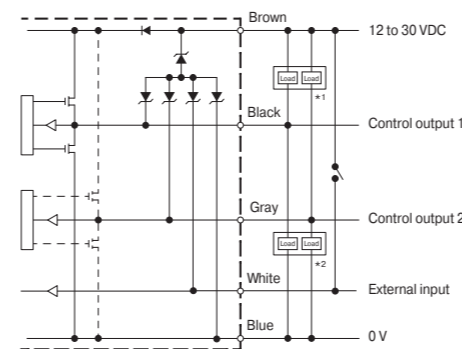 Brown
12 to 30 VDC
Load Load
*1
Black
Control output 1
Gray
Control output 2
Load Load
*2
White
External input
Blue
0 V